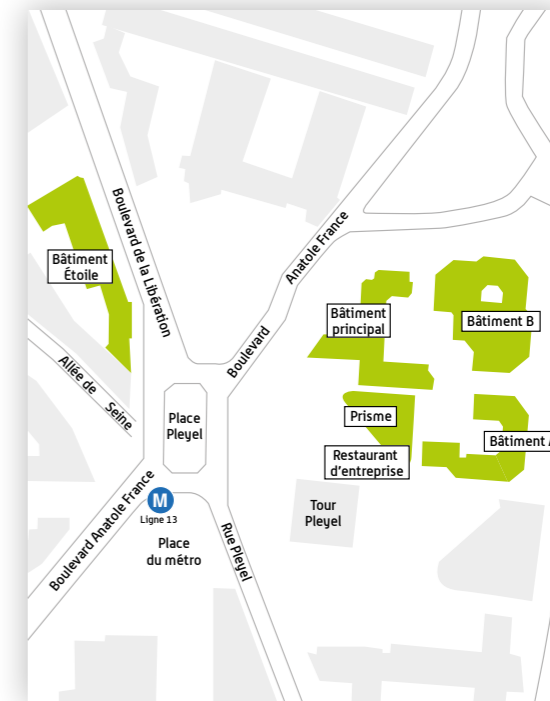 Boulevard de la Libération
Anatole France
Bâtiment
Étoile
Bâtiment
principal
Bâtiment B
Boulevard
Allée de Seine
Place
Pleyel
Prisme
Bâtiment A
Restaurant
d'entreprise
Boulevard Anatole France
M
Ligne 13
Tour
Pleyel
Rue Pleyel
Place
du métro